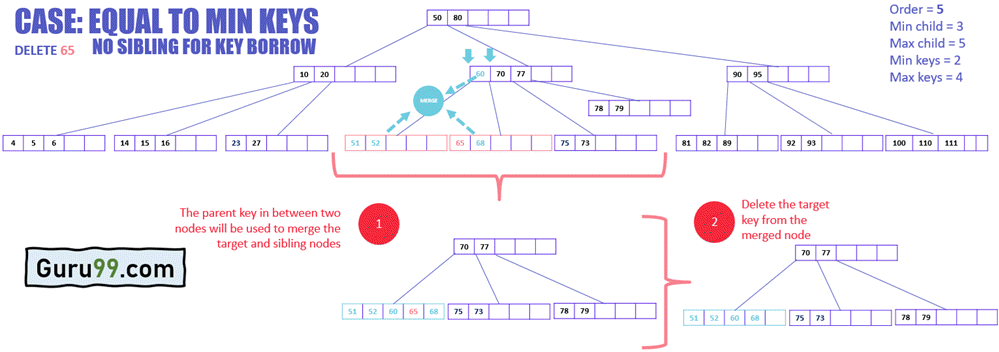 CASE: EQUAL TO MIN KEYS
DELETE 65
NO SIBLING FOR KEY BORROW
Order = 5
Min child = 3
Max child = 5
Min keys = 2
Max keys = 4
50 80
10 20
60 70 77
90 95
MERGE
78 79
4 5 6
14 15 16
23 27
51 52
65 68
75 73
81 82 89
92 93
100 110 111
The parent key in between two
nodes will be used to merge the
target and sibling nodes
1
2
Delete the target
key from the
merged node
70 77
51 52 60 65 68
75 73
78 79
70 77
51 52 60 68
75 73
78 79
Guru99.com